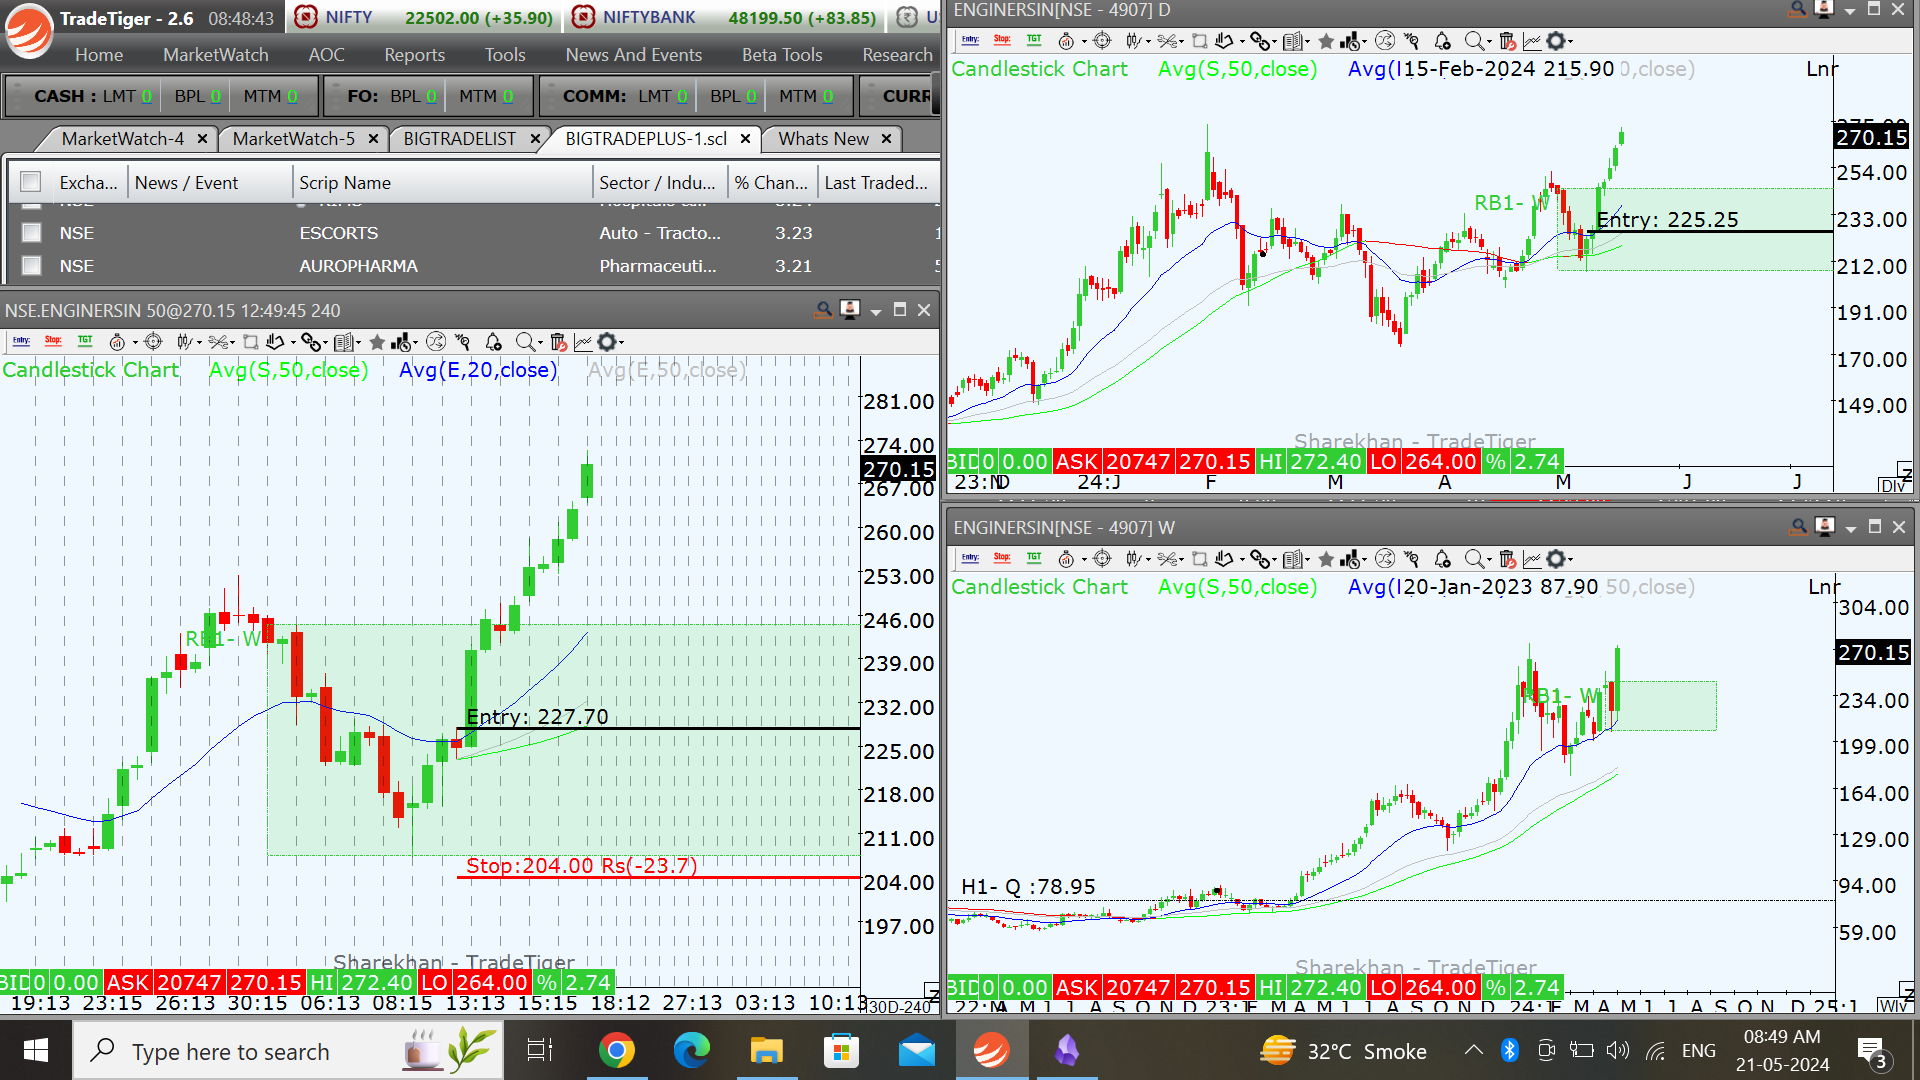 TradeTiger - 2.6 08:48:43 NIFTY 22502.00 (+35.90) NIFTYBANK 48199.50 (+83.85)
Home MarketWatch AOC Reports Tools News And Events Beta Tools Research
CASH : LMT 0 BPL 0 MTM 0 FO: BPL 0 MTM 0 COMM: LMT 0 BPL 0 MTM 0 CURR
MarketWatch-4 MarketWatch-5 BIGTRADELIST BIGTRADEPLUS-1.scl Whats New
Excha... News / Event Scrip Name Sector / Indu... % Chan... Last Traded...
NSE ESCORTS Auto - Tracto... 3.23
NSE AUROPHARMA Pharmaceuti... 3.21
NSE.ENGINERSIN 50@270.15 12:49:45 240
Entry: Stop: TGT
Candlestick Chart Avg(S,50,close) Avg(E,20,close) Avg(E,50,close)
281.00
274.00
270.15
267.00
260.00
253.00
246.00
RB1- W
239.00
232.00
Entry: 227.70
225.00
218.00
211.00
Stop:204.00 Rs(-23.7)
204.00
197.00
Sharekhan - TradeTiger
BID 0 0.00 ASK 20747 270.15 HI 272.40 LO 264.00 % 2.74
19:13 23:15 26:13 30:15 06:13 08:15 13:13 15:15 18:12 27:13 03:13 10:13
30D-240
ENGINERSIN[NSE - 4907] D
Entry: Stop: TGT
Candlestick Chart Avg(S,50,close) Avg( 15-Feb-2024 215.90 0,close) Lnr
270.15
254.00
RB1- W
233.00
Entry: 225.25
212.00
191.00
170.00
149.00
Sharekhan - TradeTiger
BID 0 0.00 ASK 20747 270.15 HI 272.40 LO 264.00 % 2.74
23:N D 24:J F M A M J J
Dly
ENGINERSIN[NSE - 4907] W
Entry: Stop: TGT
Candlestick Chart Avg(S,50,close) Avg( 20-Jan-2023 87.90 50,close) Lnr
304.00
270.15
RB1- W
234.00
199.00
164.00
129.00
H1- Q :78.95
94.00
59.00
Sharekhan - TradeTiger
BID 0 0.00 ASK 20747 270.15 HI 272.40 LO 264.00 % 2.74
Wly
Type here to search
32°C Smoke
ENG
08:49 AM
21-05-2024
3